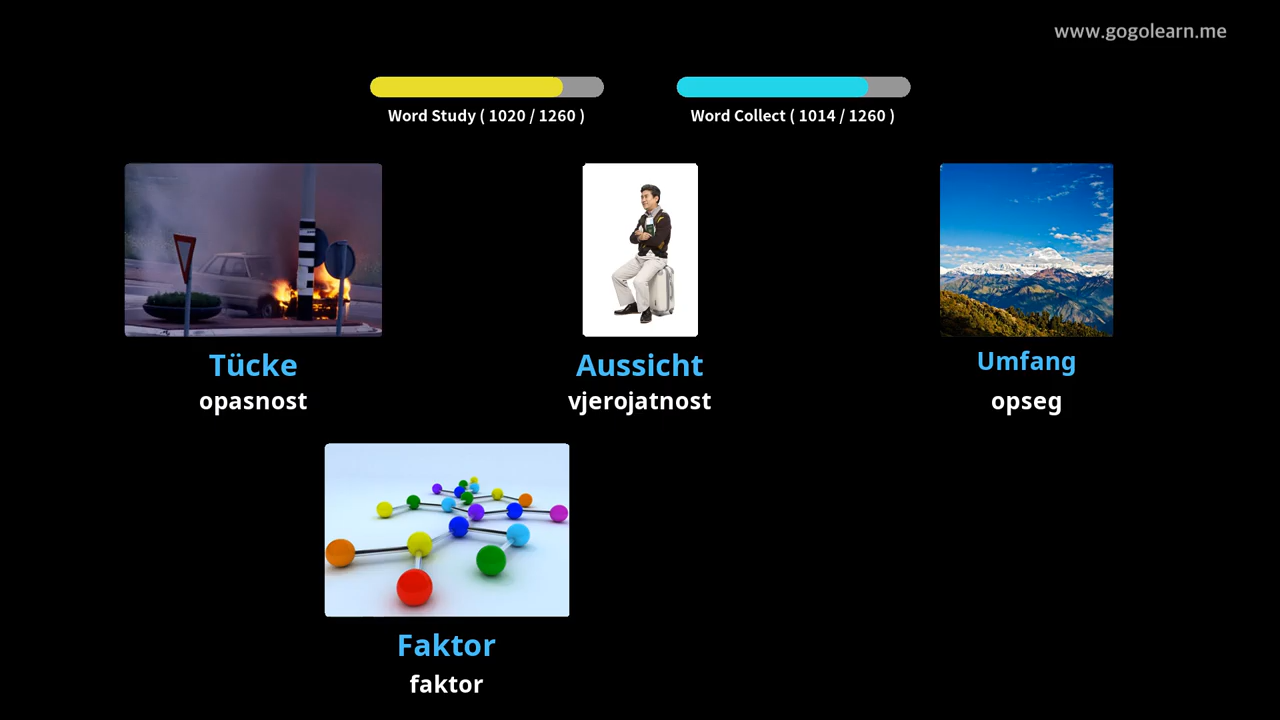 www.gogolearn.me
Word Study ( 1020 / 1260 )
Word Collect ( 1014 / 1260 )
Tücke
opasnost
Aussicht
vjerojatnost
Umfang
opseg
Faktor
faktor